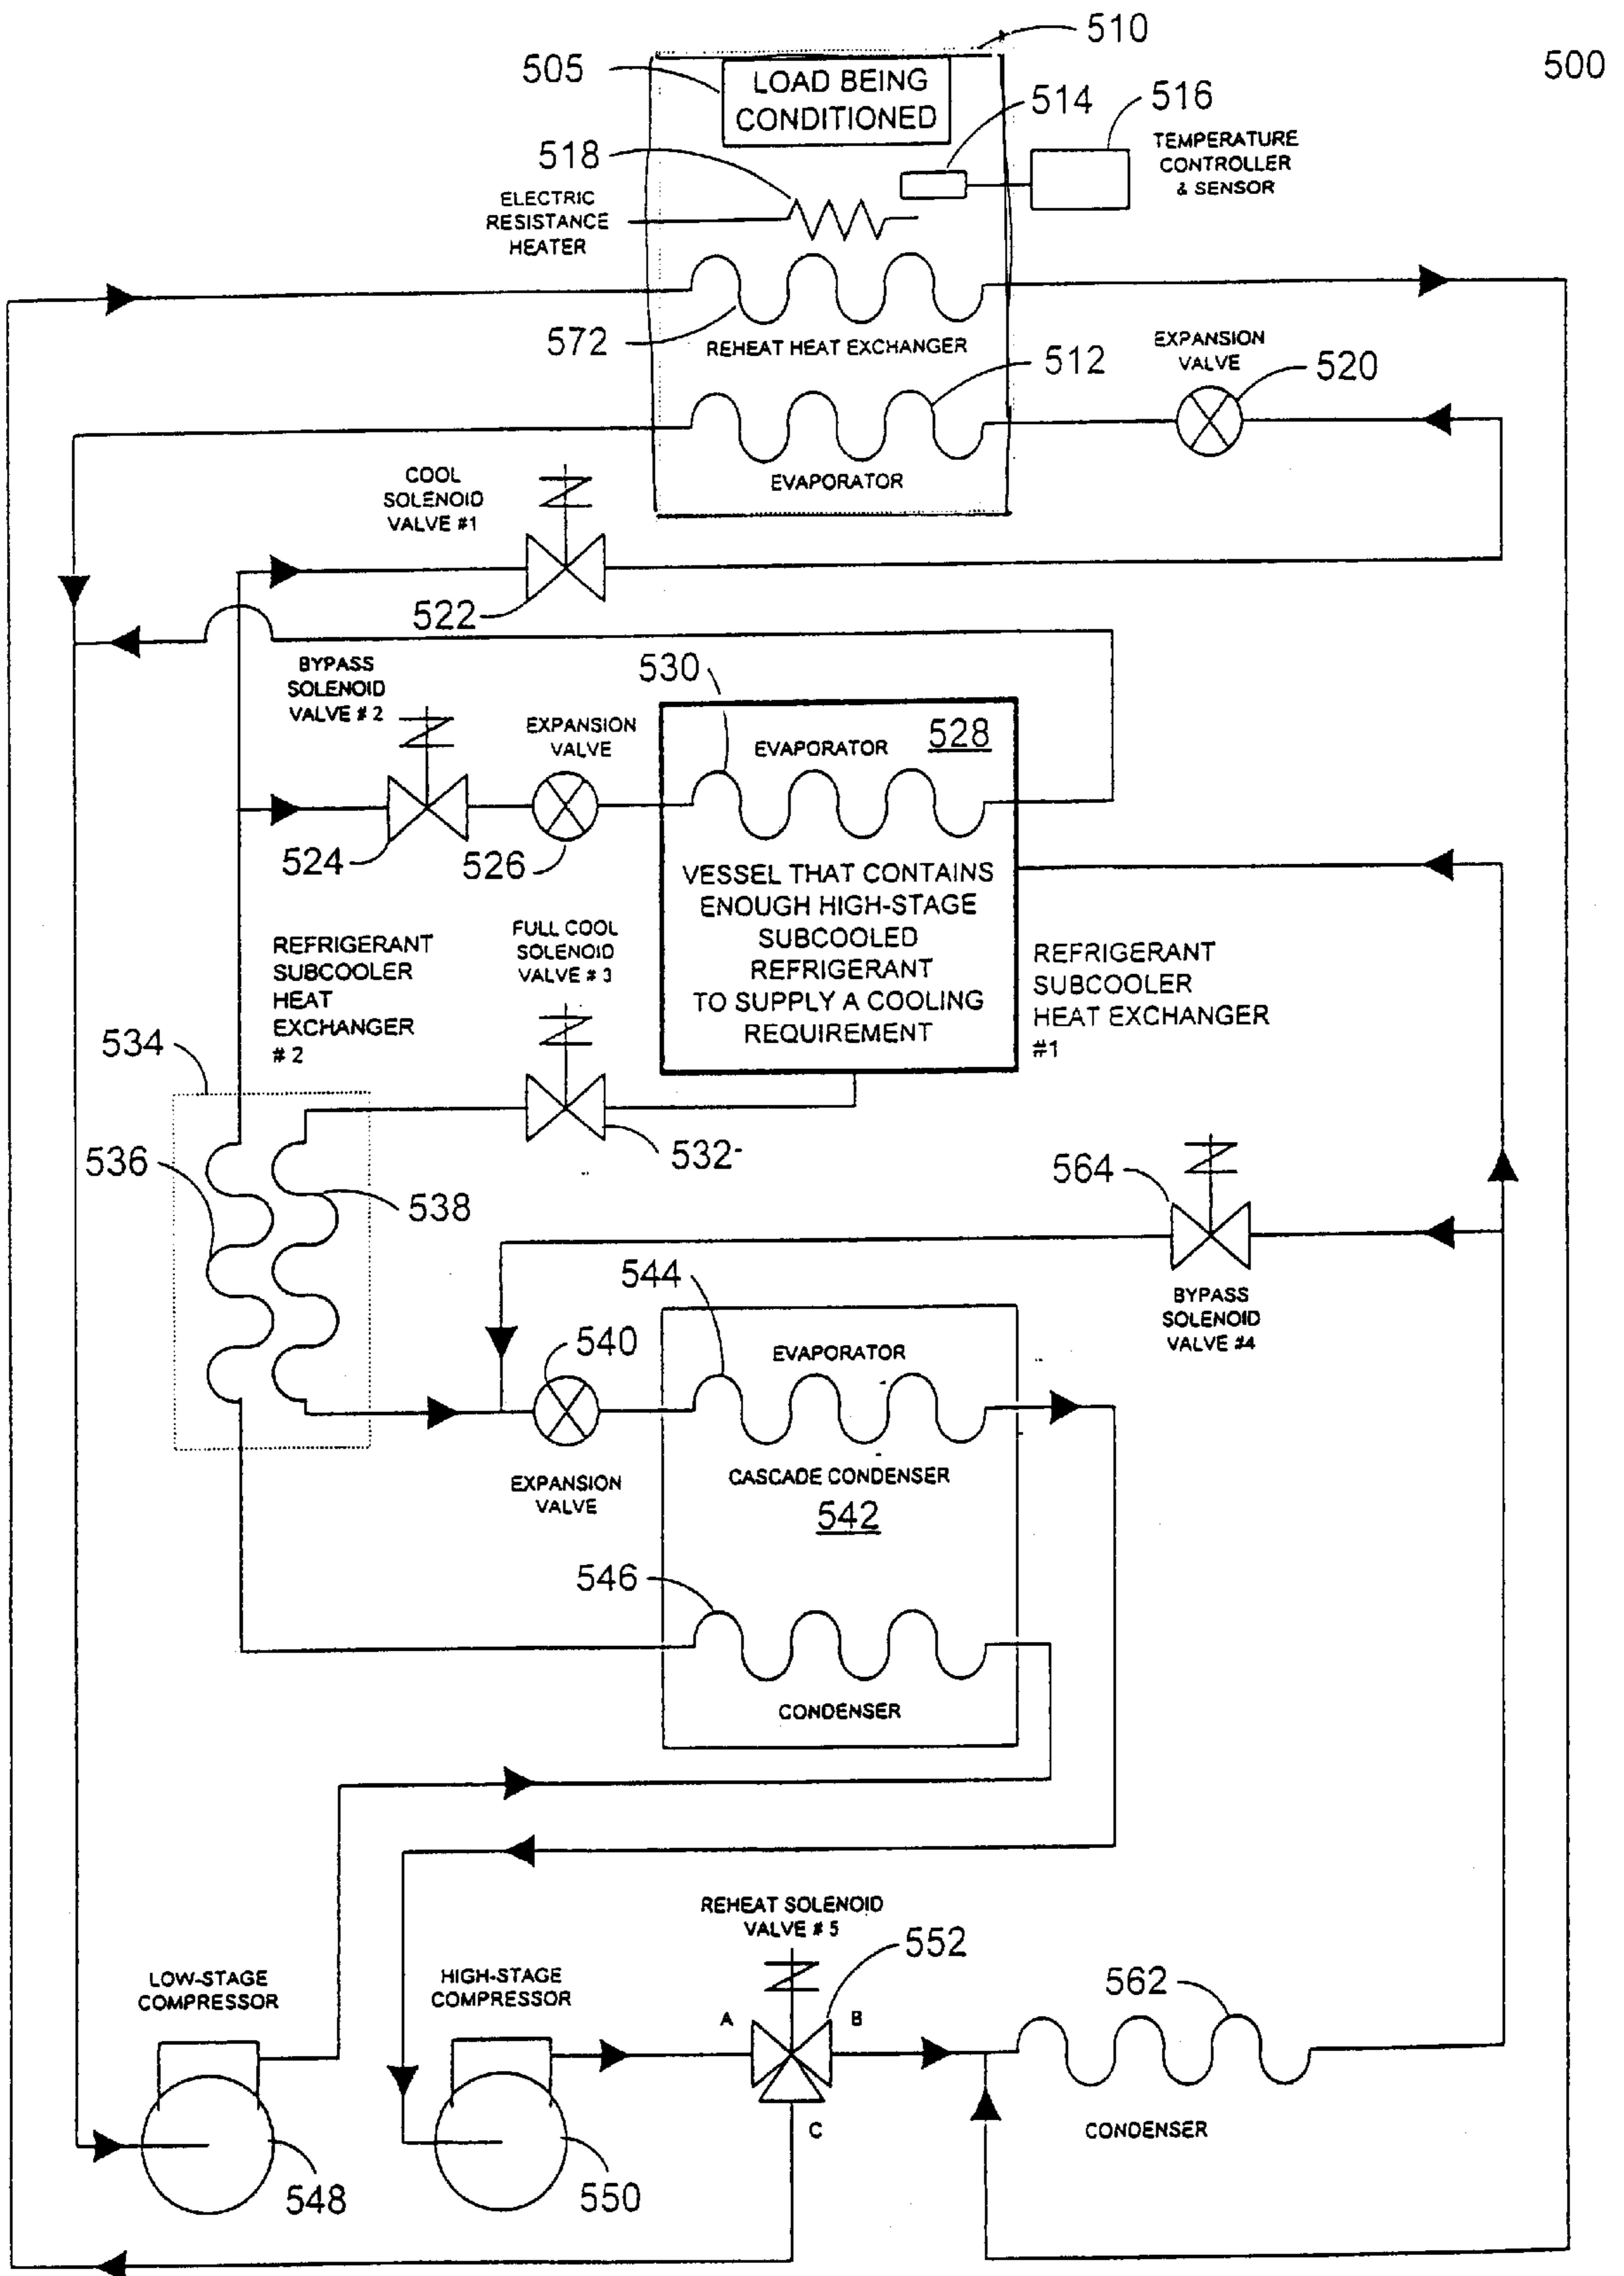 510
500
505
LOAD BEING
CONDITIONED
514
516
TEMPERATURE
CONTROLLER
& SENSOR
518
ELECTRIC
RESISTANCE
HEATER
572
REHEAT HEAT EXCHANGER
512
EXPANSION
VALVE
520
EVAPORATOR
COOL
SOLENOID
VALVE #1
522
BYPASS
SOLENOID
VALVE # 2
530
EXPANSION
VALVE
EVAPORATOR
528
524
526
VESSEL THAT CONTAINS
ENOUGH HIGH-STAGE
SUBCOOLED
REFRIGERANT
TO SUPPLY A COOLING
REQUIREMENT
REFRIGERANT
SUBCOOLER
HEAT
EXCHANGER
# 2
FULL COOL
SOLENOID
VALVE # 3
REFRIGERANT
SUBCOOLER
HEAT EXCHANGER
#1
534
532
536
538
564
BYPASS
SOLENOID
VALVE #4
544
540
EVAPORATOR
EXPANSION
VALVE
CASCADE CONDENSER
542
546
CONDENSER
REHEAT SOLENOID
VALVE # 5
552
LOW-STAGE
COMPRESSOR
HIGH-STAGE
COMPRESSOR
A
B
C
562
CONDENSER
548
550